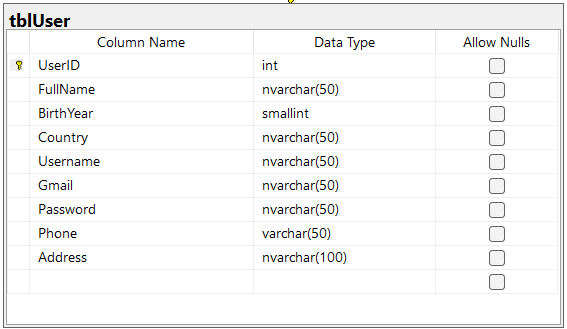 tblUser
Column Name Data Type Allow Nulls
UserID int
FullName nvarchar(50)
BirthYear smallint
Country nvarchar(50)
Username nvarchar(50)
Gmail nvarchar(50)
Password nvarchar(50)
Phone varchar(50)
Address nvarchar(100)